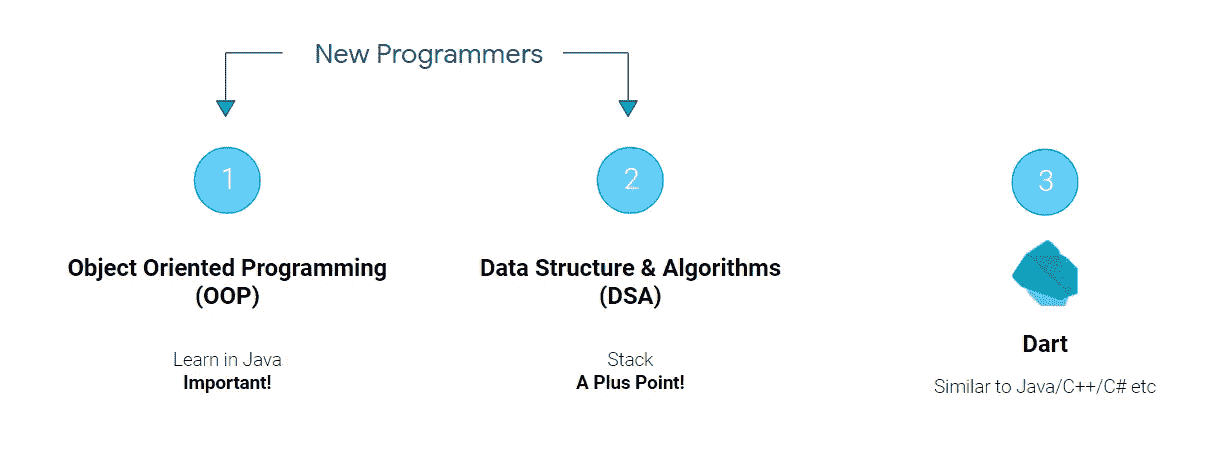 New Programmers
1
2
3
Object Oriented Programming
(OOP)
Data Structure & Algorithms
(DSA)
Dart
Learn in Java
Important!
Stack
A Plus Point!
Similar to Java/C++/C# etc